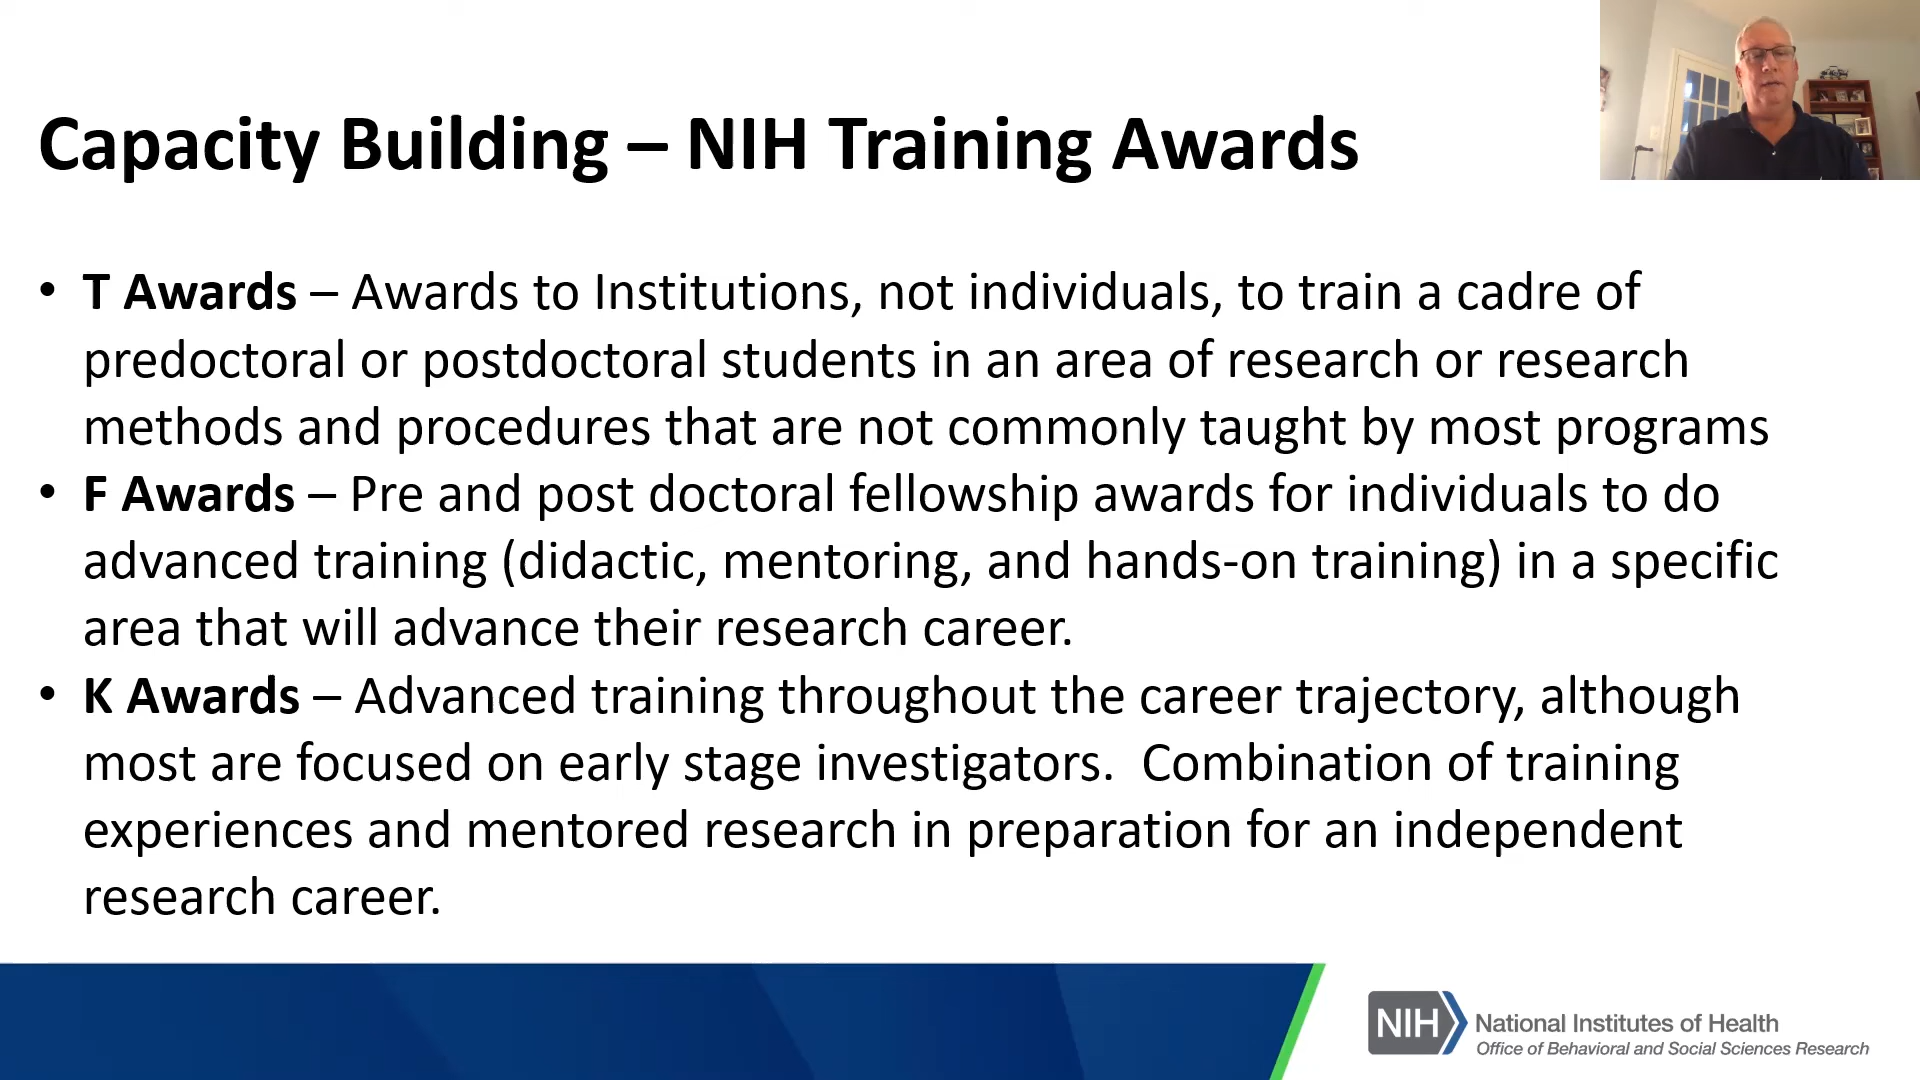 Capacity Building – NIH Training Awards
• T Awards – Awards to Institutions, not individuals, to train a cadre of
predoctoral or postdoctoral students in an area of research or research
methods and procedures that are not commonly taught by most programs
• F Awards – Pre and post doctoral fellowship awards for individuals to do
advanced training (didactic, mentoring, and hands-on training) in a specific
area that will advance their research career.
• K Awards – Advanced training throughout the career trajectory, although
most are focused on early stage investigators.  Combination of training
experiences and mentored research in preparation for an independent
research career.
NIH
National Institutes of Health
Office of Behavioral and Social Sciences Research